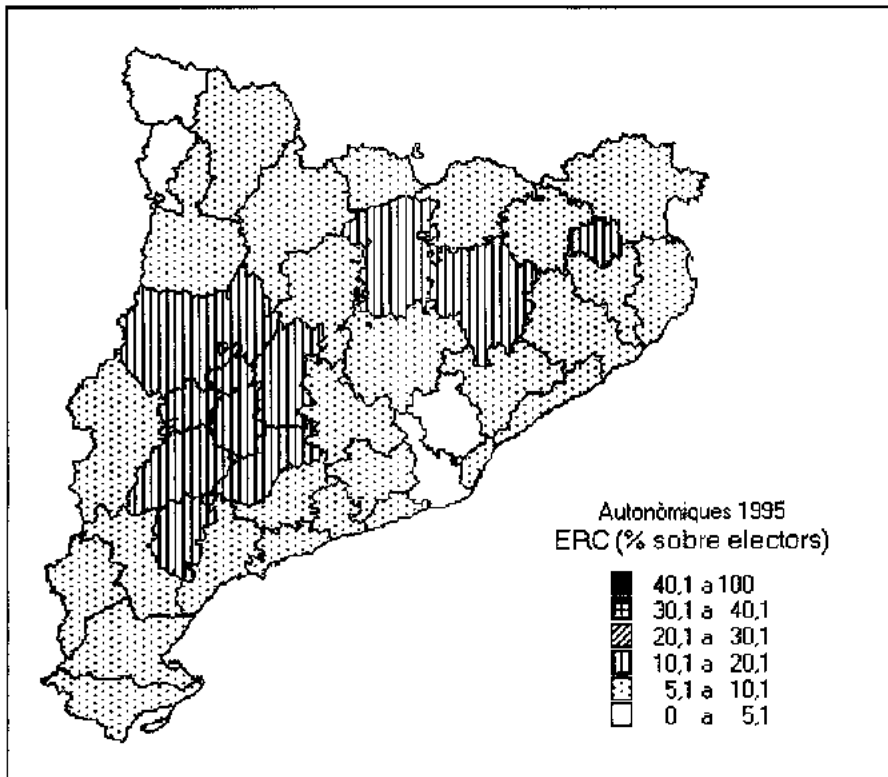 Autonòmiques 1995
ERC (% sobre electors)
40,1 a 100
30,1 a 40,1
20,1 a 30,1
10,1 a 20,1
5,1 a 10,1
0 a 5,1